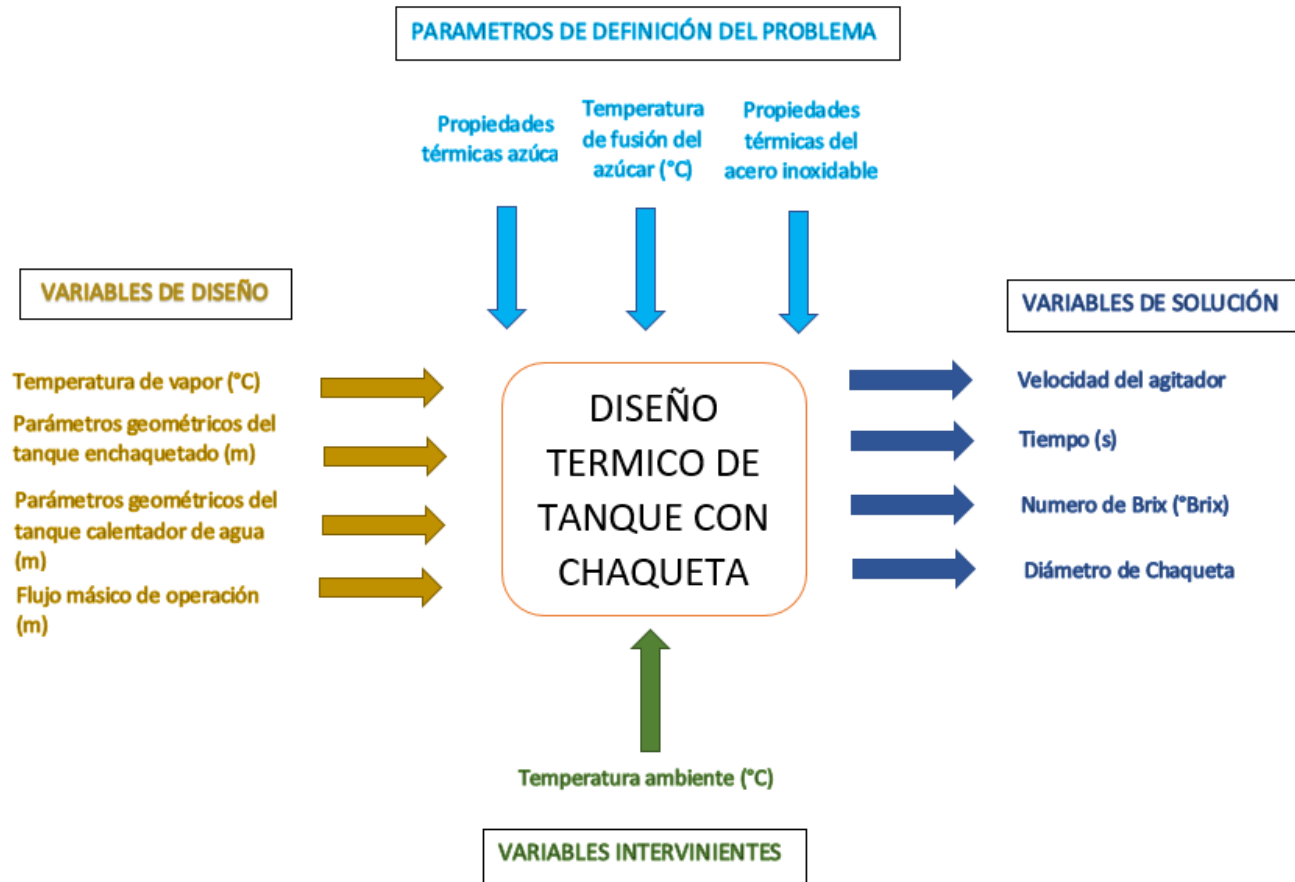 PARAMETROS DE DEFINICIÓN DEL PROBLEMA
Propiedades
térmicas azúca
Temperatura
de fusión del
azúcar (°C)
Propiedades
térmicas del
acero inoxidable
VARIABLES DE DISEÑO
Temperatura de vapor (°C)
Parámetros geométricos del
tanque enchaquetado (m)
Parámetros geométricos del
tanque calentador de agua
(m)
Flujo másico de operación
(m)
DISEÑO
TERMICO DE
TANQUE CON
CHAQUETA
VARIABLES DE SOLUCIÓN
Velocidad del agitador
Tiempo (s)
Numero de Brix (°Brix)
Diámetro de Chaqueta
Temperatura ambiente (°C)
VARIABLES INTERVINIENTES